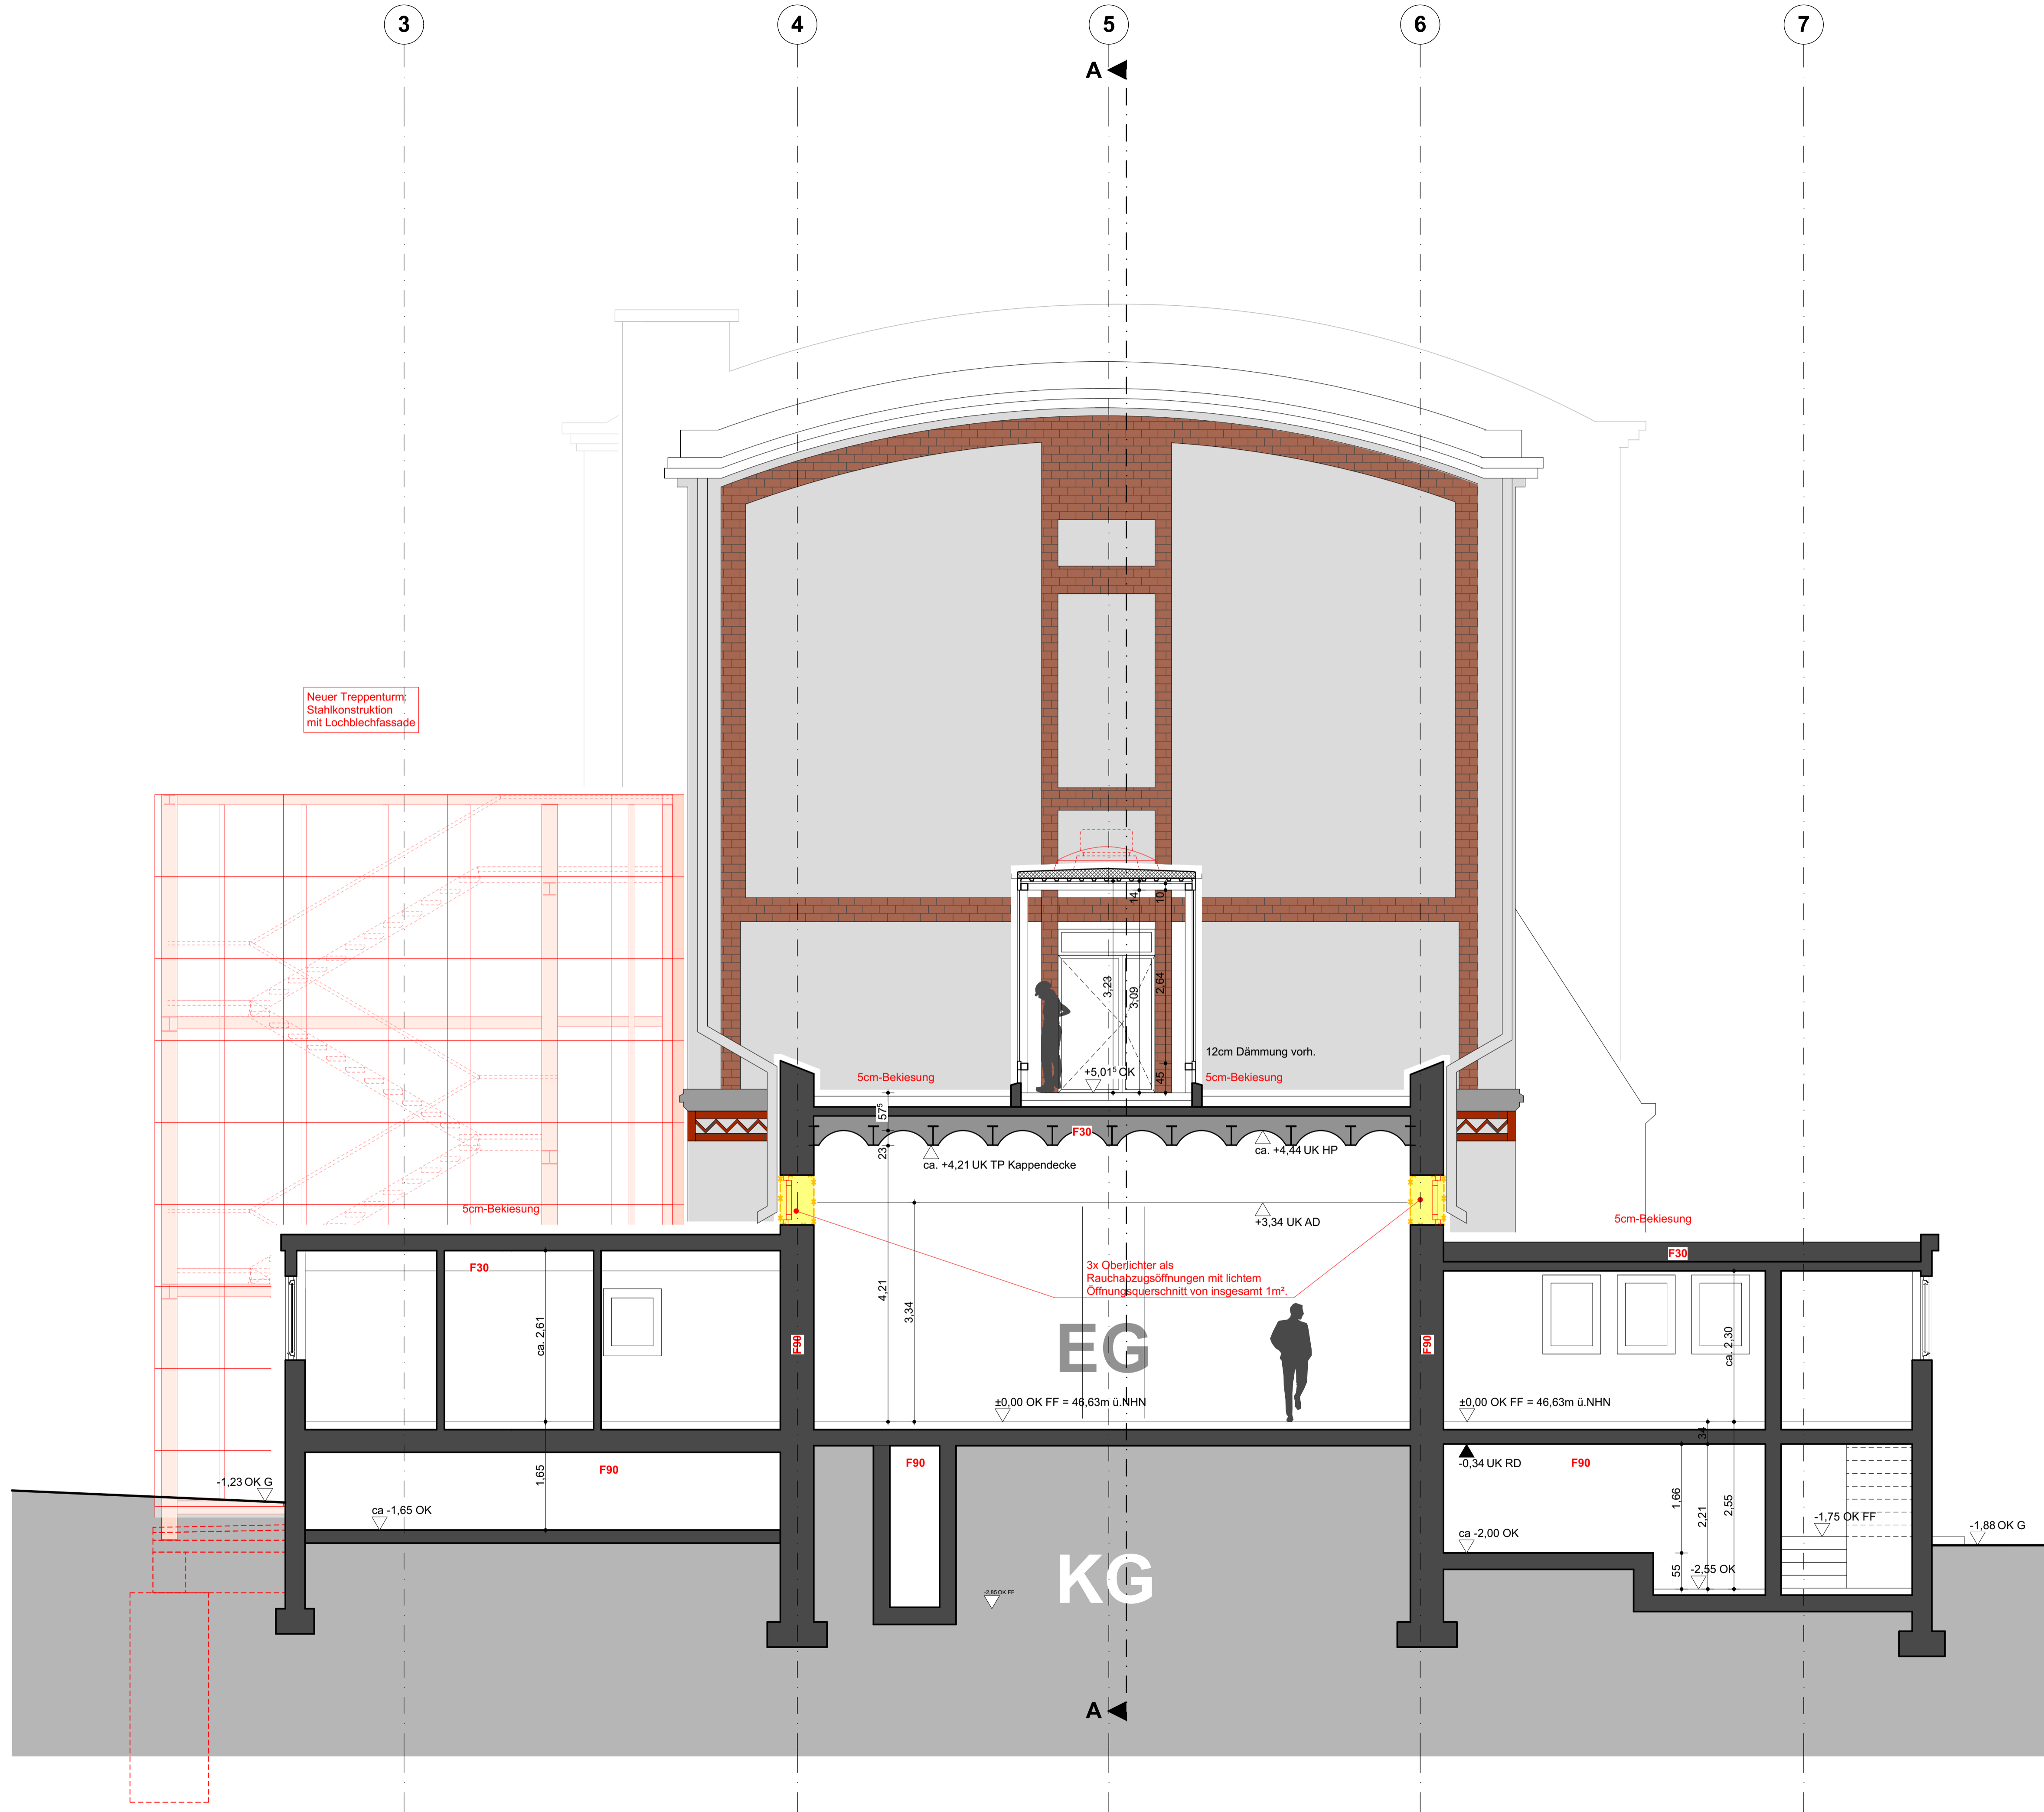 3
4
5
6
7
A
Neuer Treppenturm:
Stahlkonstruktion
mit Lochblechfassade
14
10
3,23
3,09
2,64
45
12cm Dämmung vorh.
5cm-Bekiesung
+5,01⁵ OK
5cm-Bekiesung
57⁵
F30
23
ca. +4,21 UK TP Kappendecke
ca. +4,44 UK HP
5cm-Bekiesung
+3,34 UK AD
5cm-Bekiesung
F30
F30
3x Oberlichter als
Rauchabzugsöffnungen mit lichtem
Öffnungsquerschnitt von insgesamt 1m².
ca. 2,61
4,21
3,34
F90
EG
F90
ca. 2,30
±0,00 OK FF = 46,63m ü.NHN
±0,00 OK FF = 46,63m ü.NHN
34
-0,34 UK RD
F90
F90
F90
1,65
-1,23 OK G
ca -1,65 OK
1,66
2,21
2,55
-1,75 OK FF
-1,88 OK G
ca -2,00 OK
55
-2,55 OK
KG
-2,85 OK FF
A